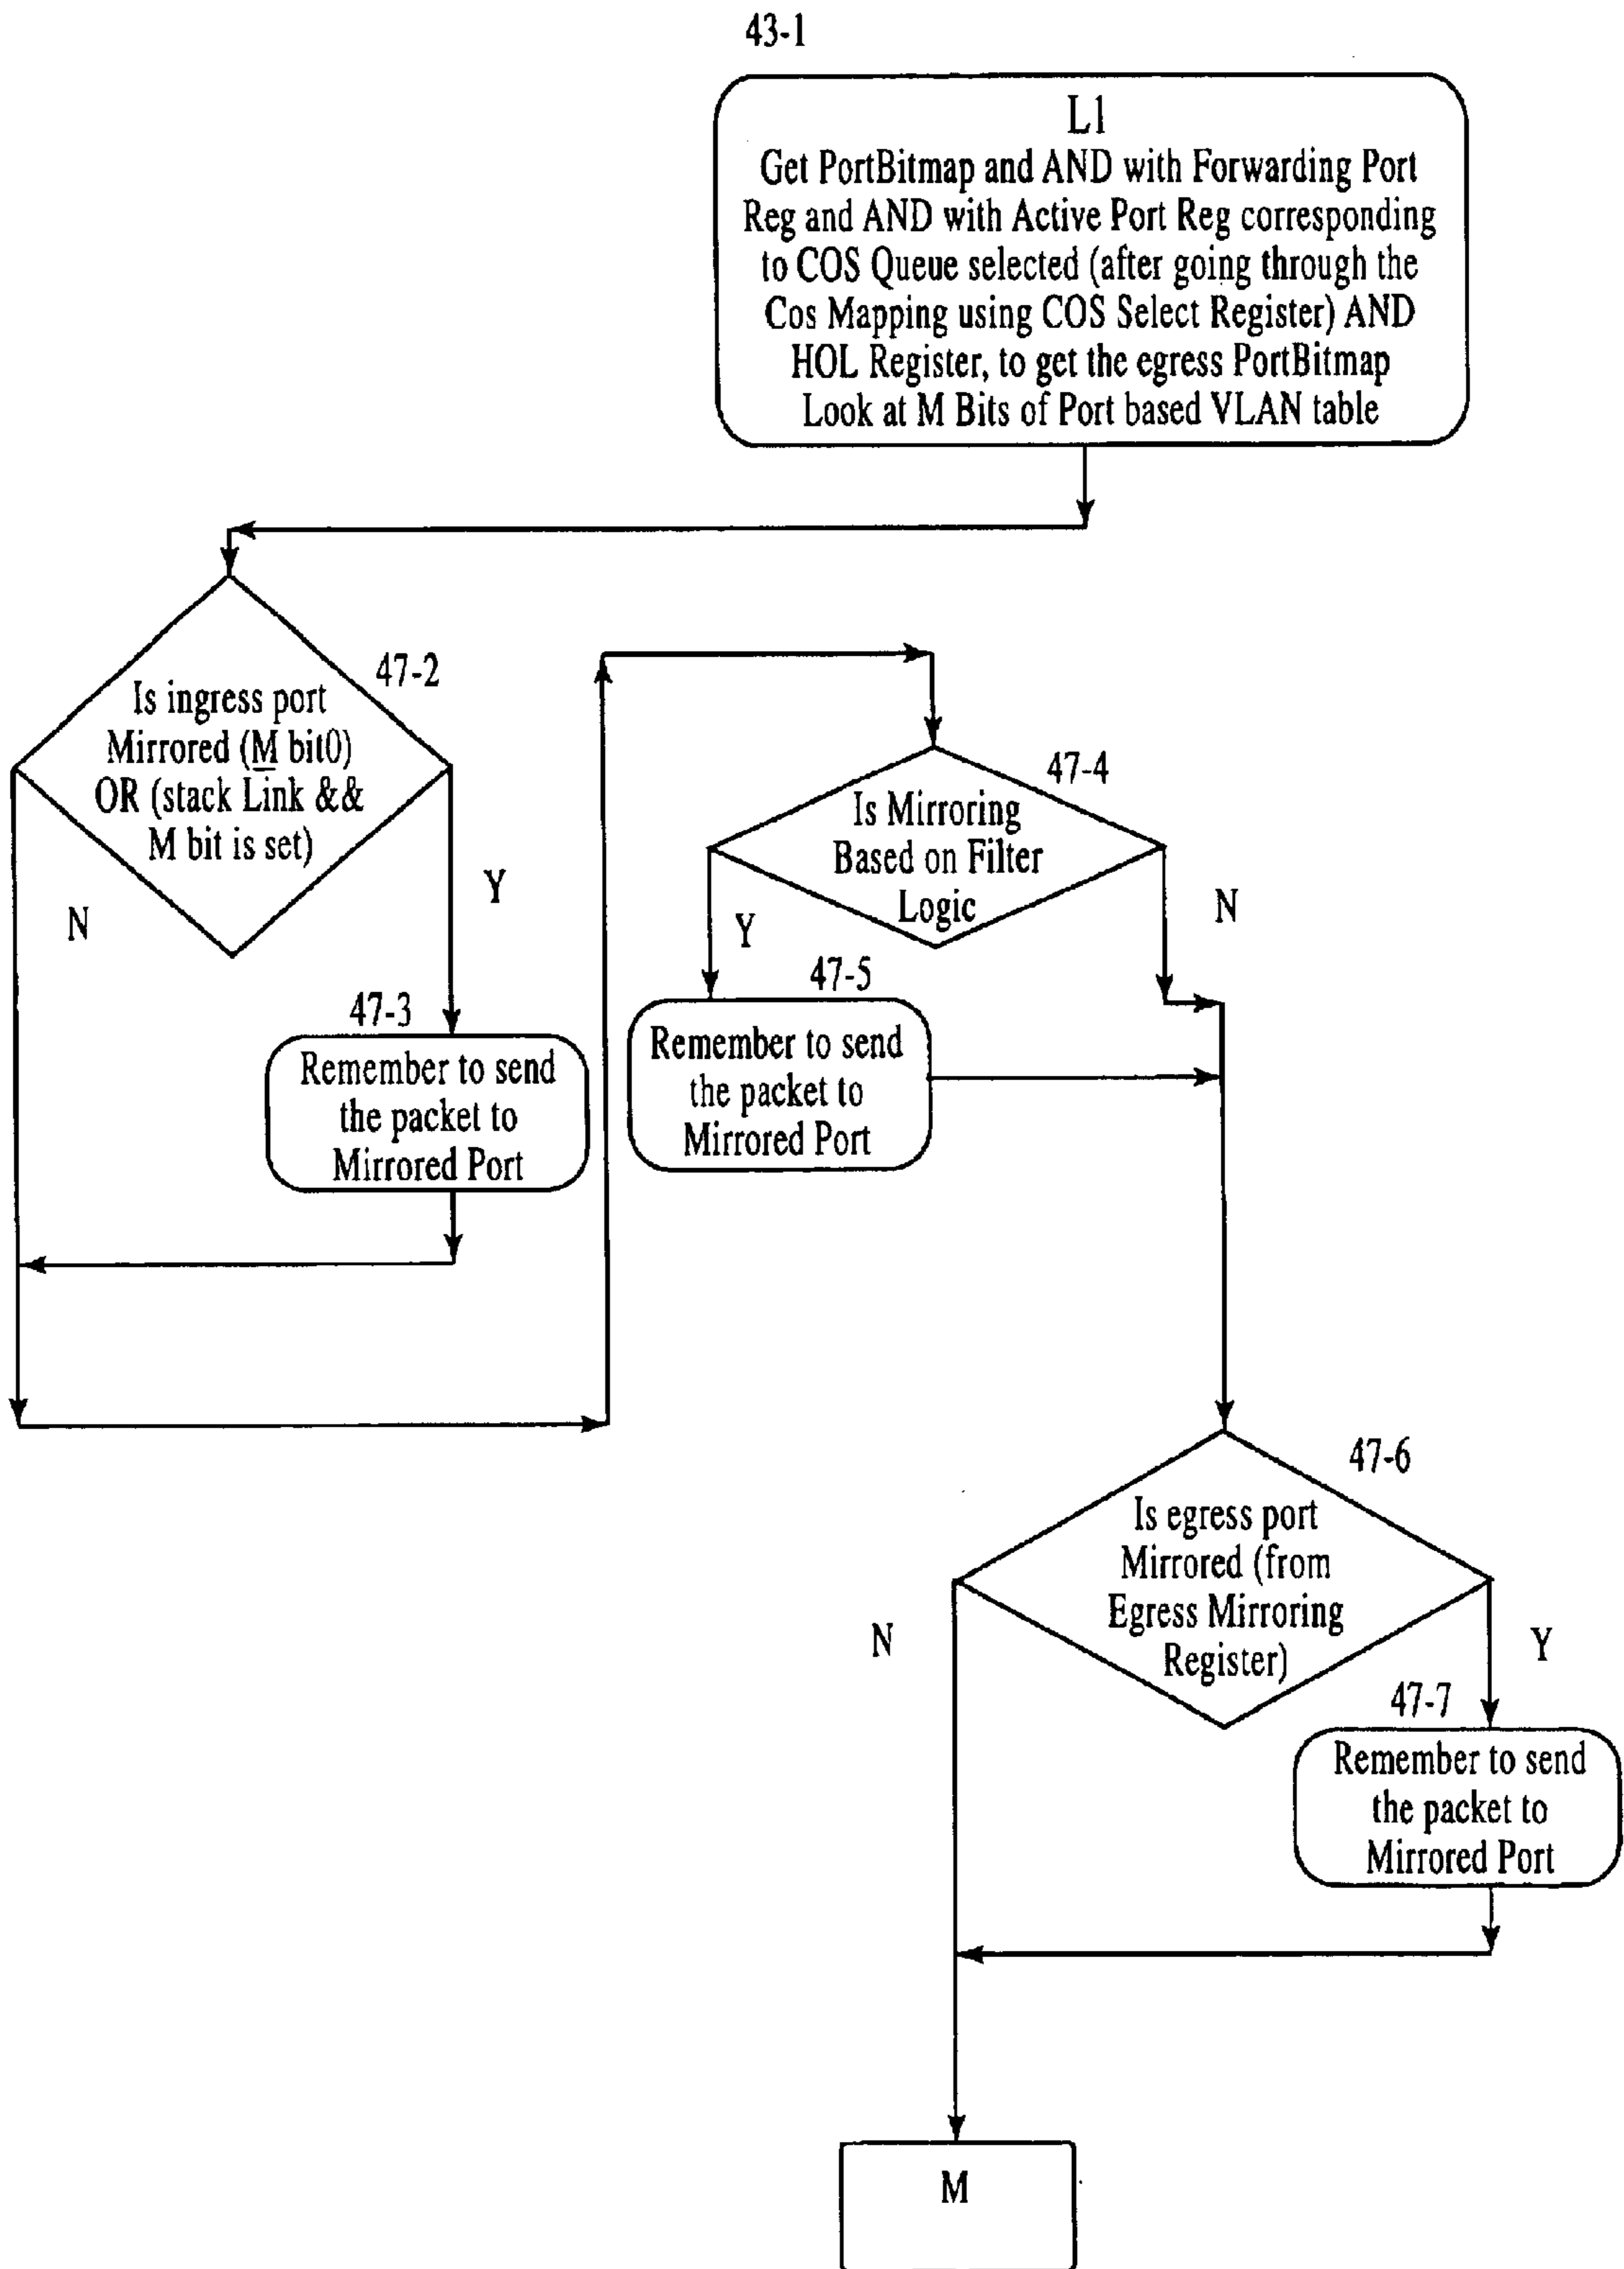 43-1
L1
Get PortBitmap and AND with Forwarding Port
Reg and AND with Active Port Reg corresponding
to COS Queue selected (after going through the
Cos Mapping using COS Select Register) AND
HOL Register, to get the egress PortBitmap
Look at M Bits of Port based VLAN table
47-2
Is ingress port
Mirrored (M bit0)
OR (stack Link &&
M bit is set)
N
Y
47-3
Remember to send
the packet to
Mirrored Port
47-4
Is Mirroring
Based on Filter
Logic
Y
N
47-5
Remember to send
the packet to
Mirrored Port
47-6
Is egress port
Mirrored (from
Egress Mirroring
Register)
N
Y
47-7
Remember to send
the packet to
Mirrored Port
M